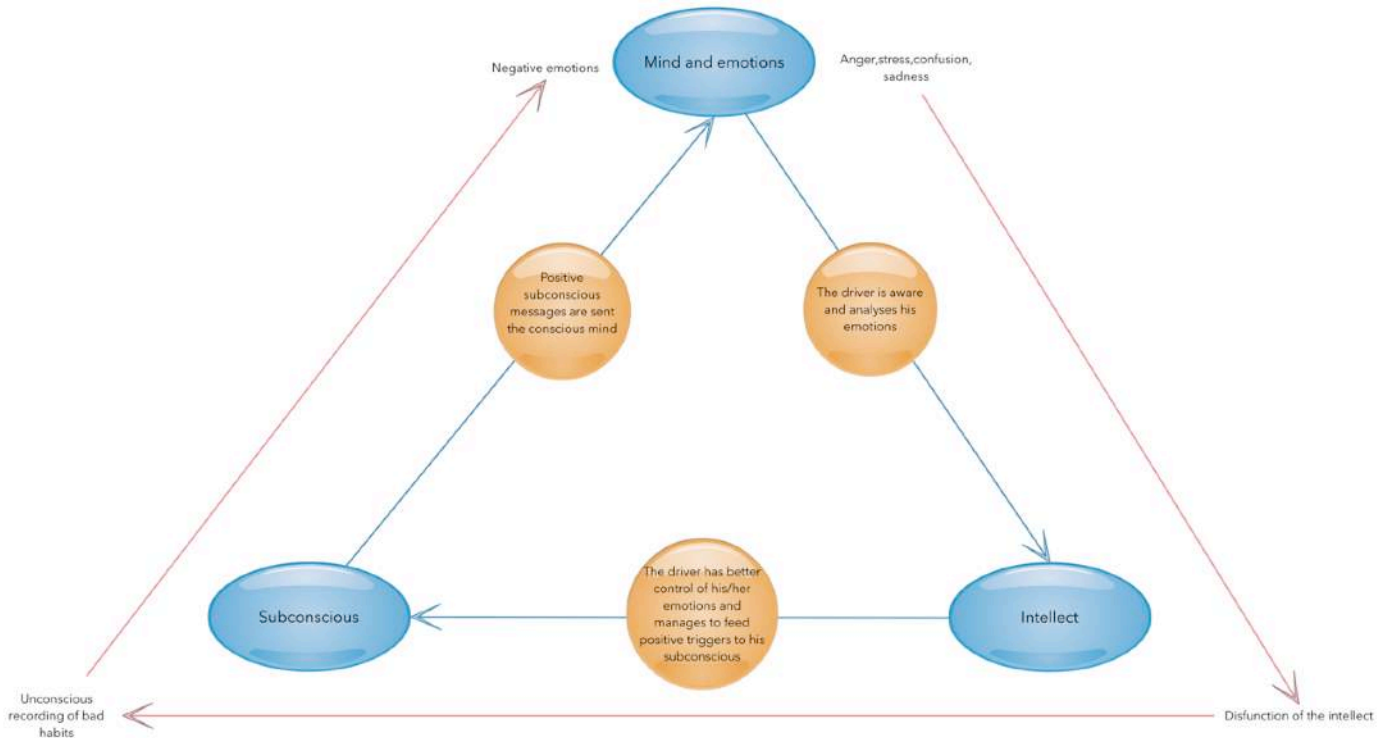 Negative emotions
Mind and emotions
Anger,stress,confusion,
sadness
Positive
subconscious
messages are sent
the conscious mind
The driver is aware
and analyses his
emotions
Subconscious
The driver has better
control of his/her
emotions and
manages to feed
positive triggers to his
subconscious
Intellect
Unconscious
recording of bad
habits
Disfunction of the intellect